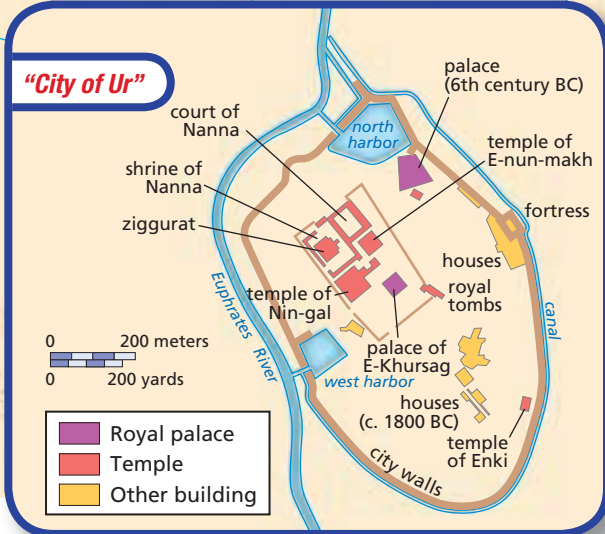 "City of Ur"
palace
(6th century BC)
court of
Nanna
north
harbor
temple of
E-nun-makh
shrine of
Nanna
ziggurat
fortress
houses
royal
tombs
temple of
Nin-gal
Euphrates
River
canal
0 200 meters
0 200 yards
west harbor
palace of
E-Khursag
houses
(c. 1800 BC)
temple
of Enki
city walls
Royal palace
Temple
Other building